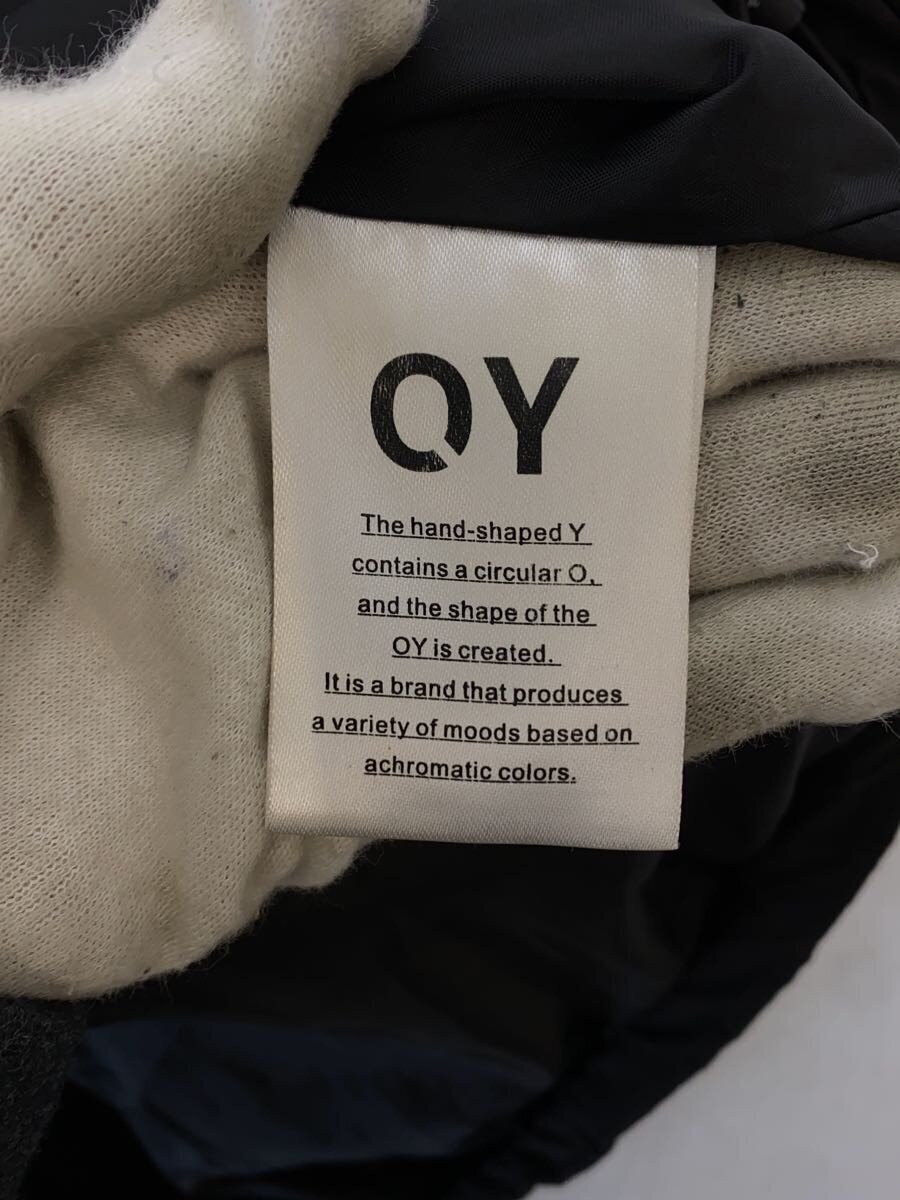 OY
The hand-shaped Y
contains a circular O,
and the shape of the
OY is created.
It is a brand that produces
a variety of moods based on
achromatic colors.